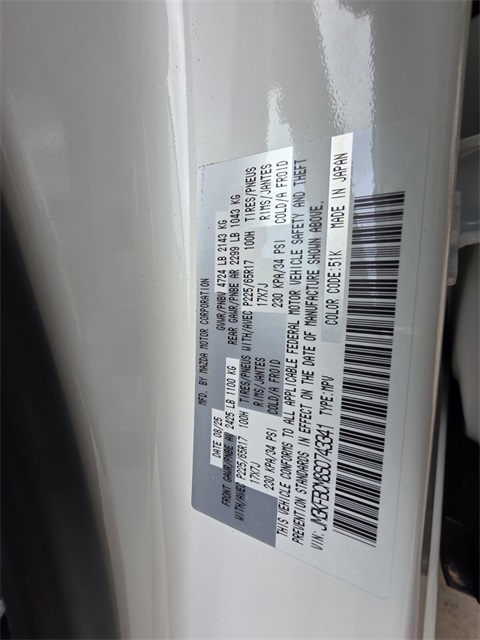 MFD. BY MAZDA MOTOR CORPORATION
DATE 08/25 GVWR/PNBV 4724 LB 2143 KG
FRONT GAWR/PNBE AV 2425 LB 1100 KG REAR GAWR/PNBE AR 2299 LB 1043 KG
WITH/AVEC P225/65R17 100H TIRES/PNEUS WITH/AVEC P225/65R17 100H TIRES/PNEUS
17X7J RIMS/JANTES 17X7J RIMS/JANTES
230 KPA/34 PSI COLD/A FROID 230 KPA/34 PSI COLD/A FROID
THIS VEHICLE CONFORMS TO ALL APPLICABLE FEDERAL MOTOR VEHICLE SAFETY AND THEFT
PREVENTION STANDARDS IN EFFECT ON THE DATE OF MANUFACTURE SHOWN ABOVE.
VIN: TYPE:MPV COLOR CODE:51K MADE IN JAPAN